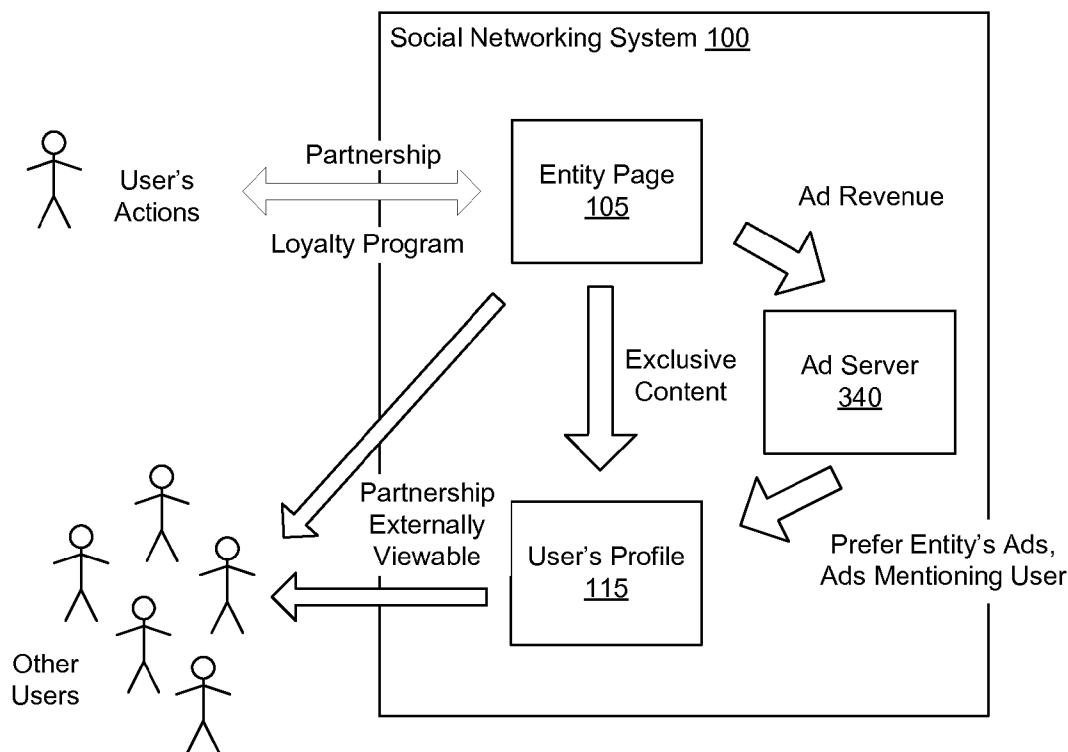 Social Networking System 100
Partnership
User's
Actions
Loyalty Program
Entity Page
105
Ad Revenue
Exclusive
Content
Ad Server
340
Partnership
Externally
Viewable
User's Profile
115
Prefer Entity's Ads,
Ads Mentioning User
Other
Users